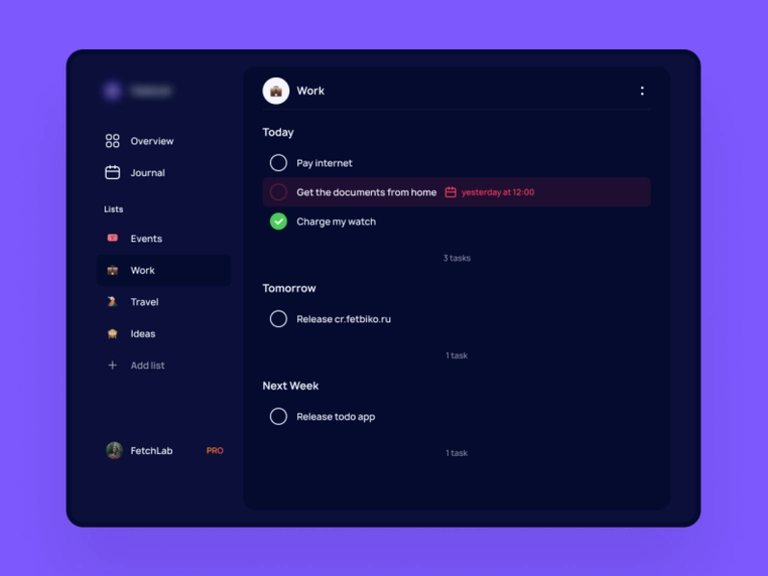 Overview
Journal
Lists
Events
Work
Travel
Ideas
Add list
FetchLab PRO
Work
Today
Pay internet
Get the documents from home yesterday at 12:00
Charge my watch
3 tasks
Tomorrow
Release cr.fetbiko.ru
1 task
Next Week
Release todo app
1 task